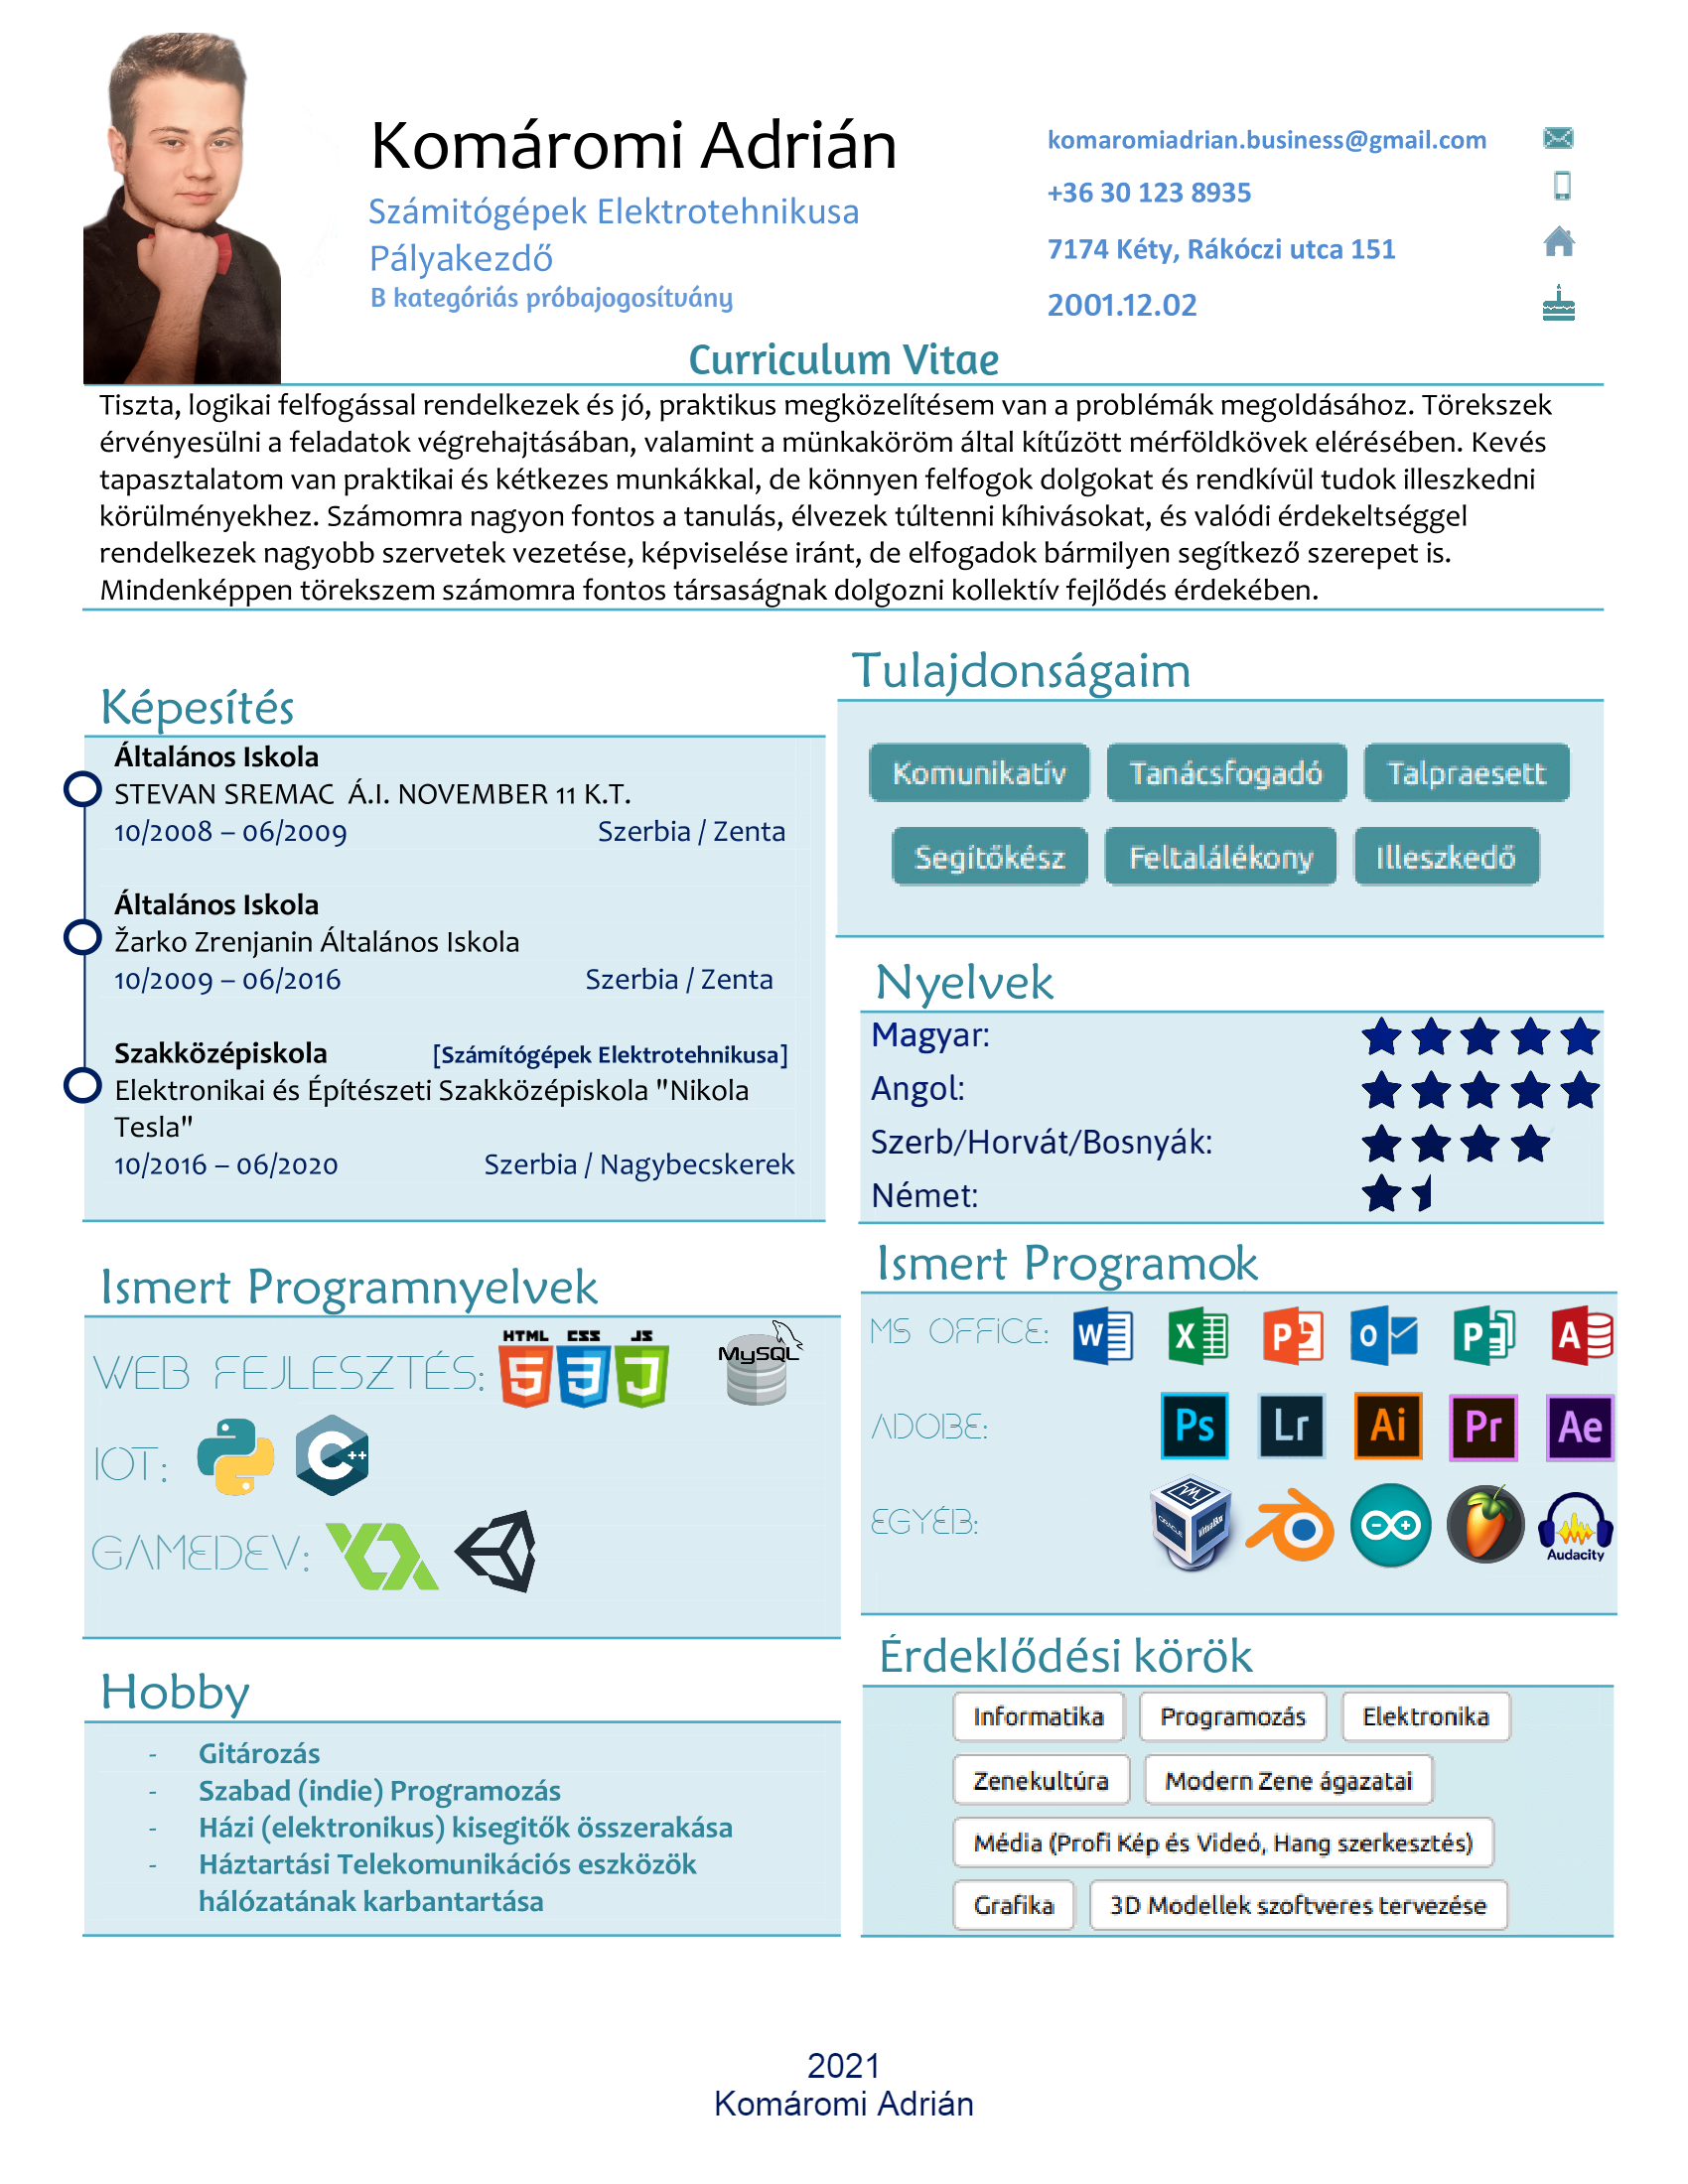 Komáromi Adrián
Számitógépek Elektrotehnikusa
Pályakezdő
B kategóriás próbajogosítvány
komaromiadrian.business@gmail.com
+36 30 123 8935
7174 Kéty, Rákóczi utca 151
2001.12.02
Curriculum Vitae
Tiszta, logikai felfogással rendelkezek és jó, praktikus megközelítésem van a problémák megoldásához. Törekszek
érvényesülni a feladatok végrehajtásában, valamint a münkaköröm által kítűzött mérföldkövek elérésében. Kevés
tapasztalatom van praktikai és kétkezes munkákkal, de könnyen felfogok dolgokat és rendkívül tudok illeszkedni
körülményekhez. Számomra nagyon fontos a tanulás, élvezek túltenni kíhivásokat, és valódi érdekeltséggel
rendelkezek nagyobb szervetek vezetése, képviselése iránt, de elfogadok bármilyen segítkező szerepet is.
Mindenképpen törekszem számomra fontos társaságnak dolgozni kollektív fejlődés érdekében.
Képesítés
Általános Iskola
STEVAN SREMAC Á.I. NOVEMBER 11 K.T.
10/2008 – 06/2009 Szerbia / Zenta
Általános Iskola
Žarko Zrenjanin Általános Iskola
10/2009 – 06/2016 Szerbia / Zenta
Szakközépiskola [Számítógépek Elektrotehnikusa]
Elektronikai és Építészeti Szakközépiskola "Nikola
Tesla"
10/2016 – 06/2020 Szerbia / Nagybecskerek
Tulajdonságaim
Komunikatív Tanácsfogadó Talpraesett
Segítőkész Feltalálékony Illeszkedő
Nyelvek
Magyar:
Angol:
Szerb/Horvát/Bosnyák:
Német:
Ismert Programnyelvek
WEB FEJLESZTÉS: HTML 5 CSS 3 JS MySQL
IOT: C ++
GAMEDEV:
Ismert Programok
MS OFFICE: W X P O P A
ADOBE: Ps Lr Ai Pr Ae
EGYÉB: ORACLE VirtualBox Audacity
Hobby
- Gitározás
- Szabad (indie) Programozás
- Házi (elektronikus) kisegitők összerakása
- Háztartási Telekomunikációs eszközök
hálózatának karbantartása
Érdeklődési körök
Informatika Programozás Elektronika
Zenekultúra Modern Zene ágazatai
Média (Profi Kép és Videó, Hang szerkesztés)
Grafika 3D Modellek szoftveres tervezése
2021
Komáromi Adrián